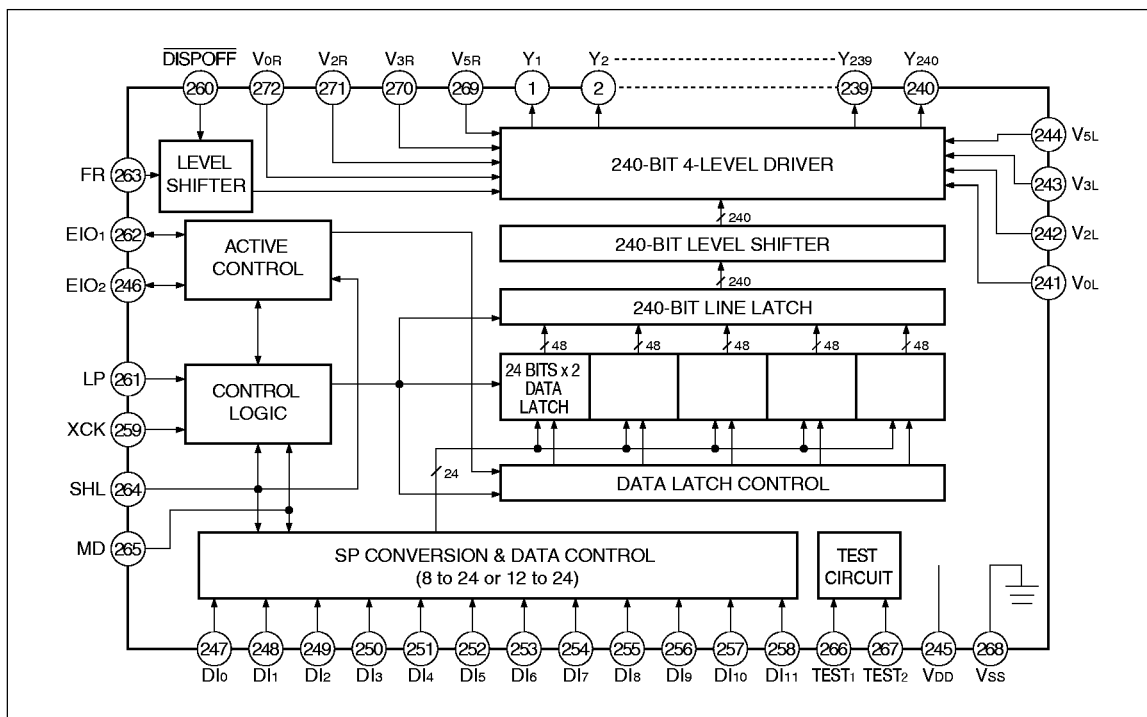 DISPOFF V0R V2R V3R V5R Y1 Y2 Y239 Y240
260 272 271 270 269 1 2 239 240
244 V5L
FR 263
LEVEL
SHIFTER
240-BIT 4-LEVEL DRIVER
243 V3L
240
EIO1 262
ACTIVE
CONTROL
240-BIT LEVEL SHIFTER
242 V2L
EIO2 246
240
241 V0L
240-BIT LINE LATCH
48 48 48 48 48
LP 261
CONTROL
LOGIC
24 BITS x 2
DATA
LATCH
XCK 259
24
SHL 264
DATA LATCH CONTROL
MD 265
SP CONVERSION & DATA CONTROL
(8 to 24 or 12 to 24)
TEST
CIRCUIT
247 248 249 250 251 252 253 254 255 256 257 258 266 267 245 268
DI0 DI1 DI2 DI3 DI4 DI5 DI6 DI7 DI8 DI9 DI10 DI11 TEST1 TEST2 VDD VSS